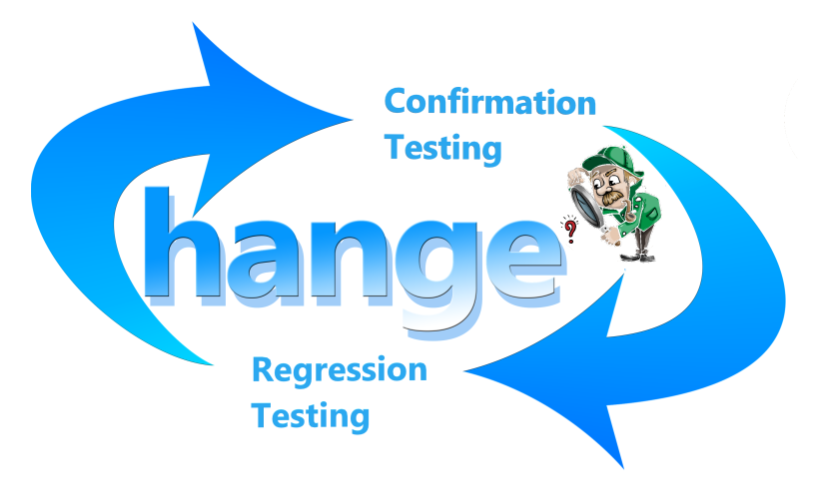 Confirmation
Testing
hange
?
Regression
Testing